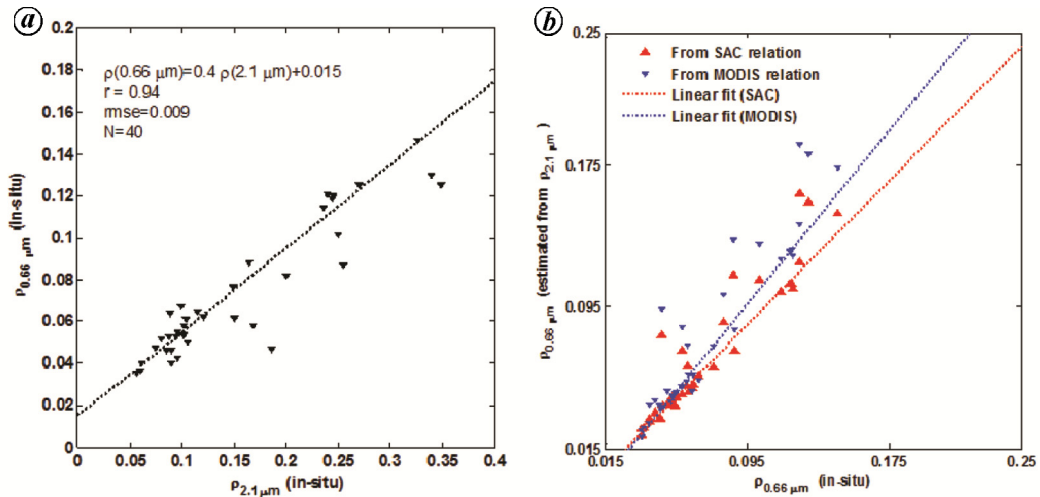 a
0.2
0.18
0.16
0.14
0.12
0.1
0.08
0.06
0.04
0.02
0
ρ(0.66 μm)=0.4 ρ(2.1 μm)+0.015
r = 0.94
rmse=0.009
N=40
ρ0.66 μm (in-situ)
0 0.05 0.1 0.15 0.2 0.25 0.3 0.35 0.4
ρ2.1 μm (in-situ)
b
0.25
0.175
0.095
0.015
From SAC relation
From MODIS relation
Linear fit (SAC)
Linear fit (MODIS)
ρ0.66 μm (estimated from ρ2.1 μm)
0.015 0.095 0.175 0.25
ρ0.66 μm (in-situ)